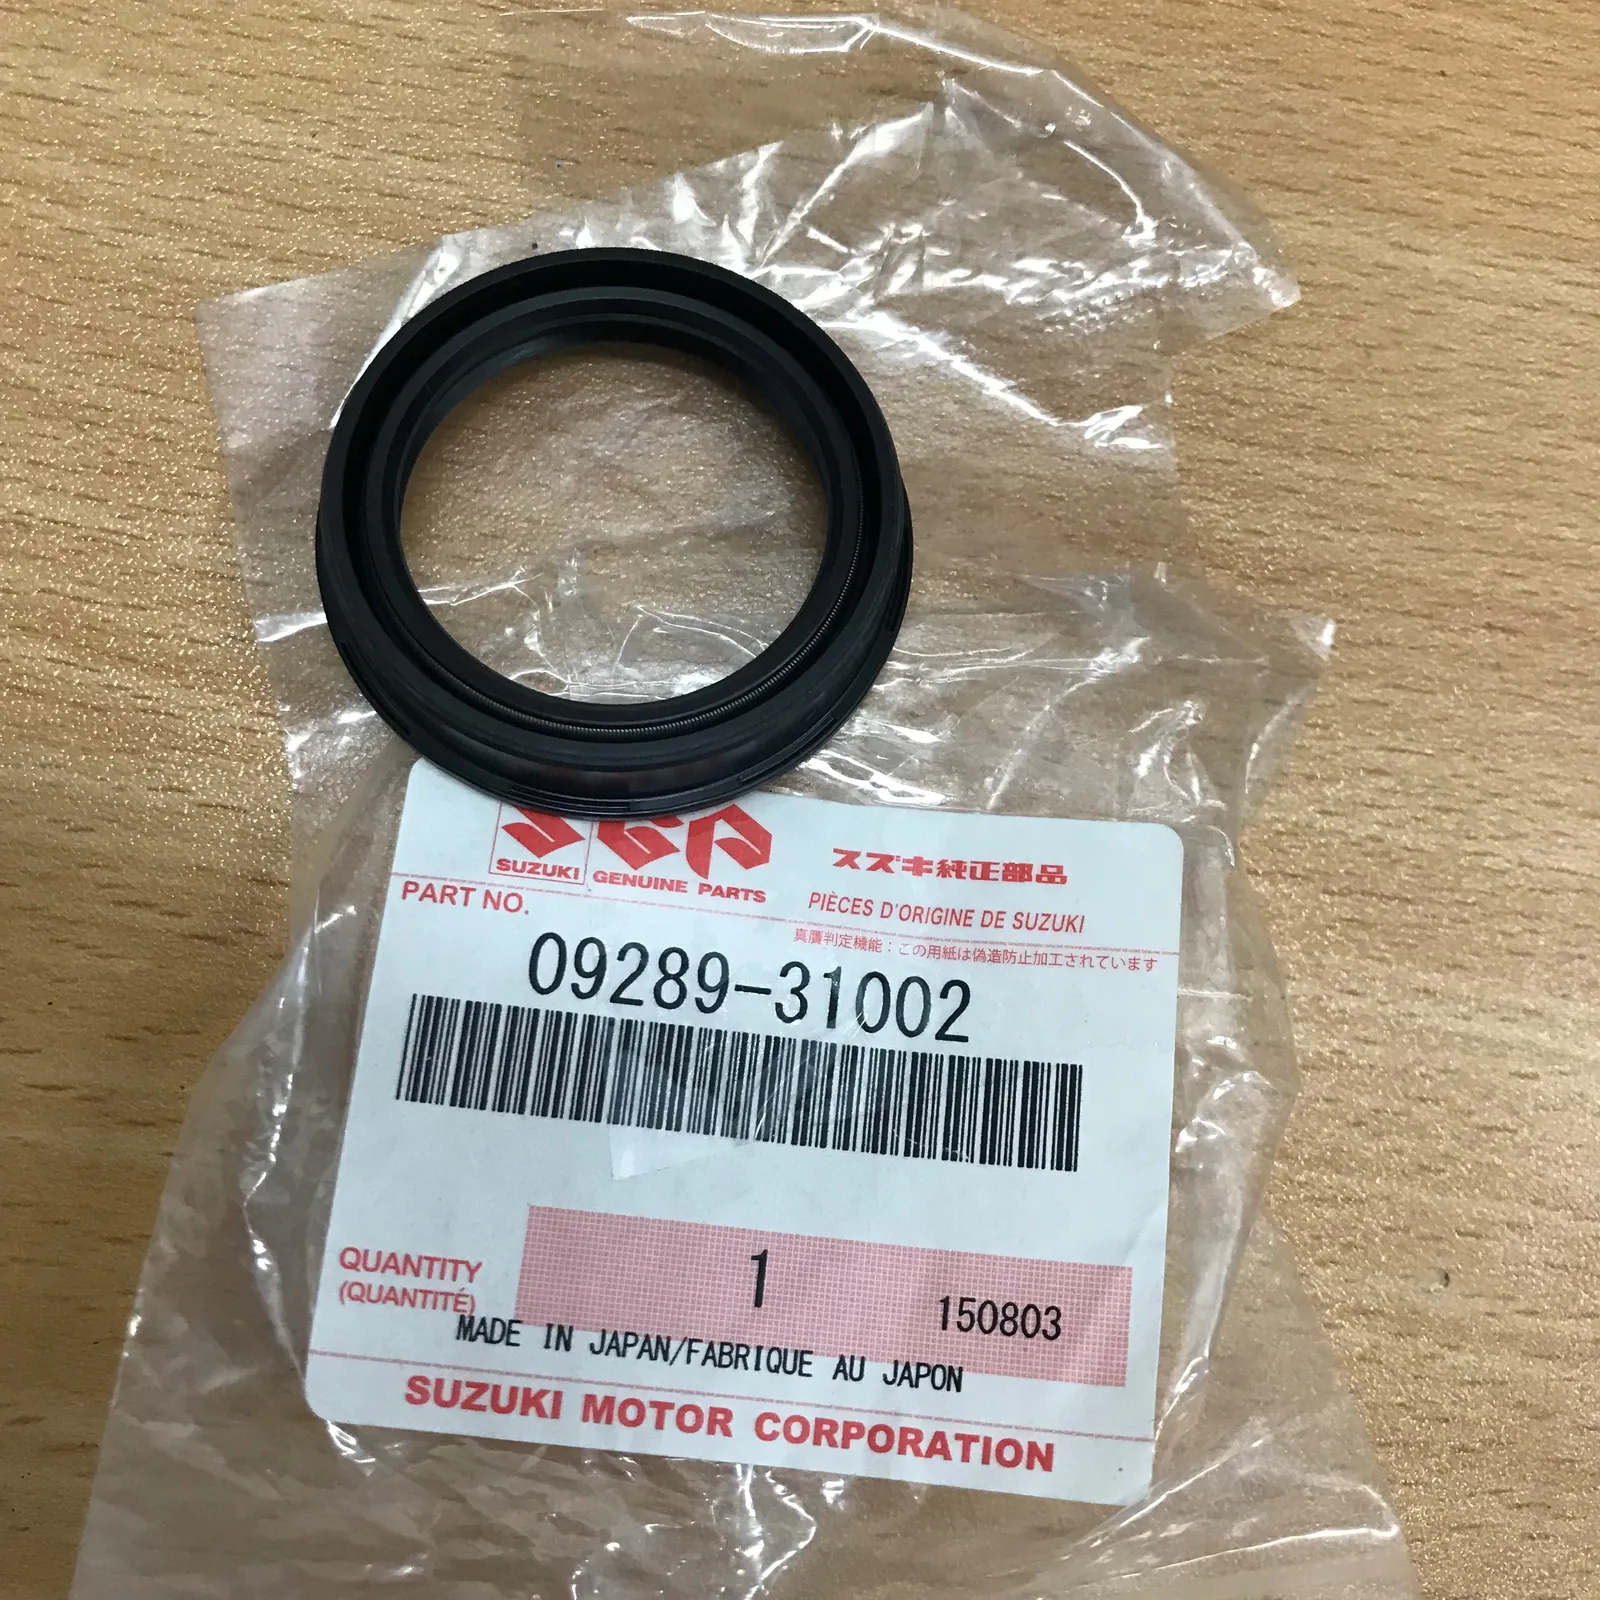 SUZUKI
SGP
GENUINE PARTS
スズキ純正部品
PIÈCES D'ORIGINE DE SUZUKI
PART NO.
真贋判定機能：この用紙は偽造防止加工されています
09289-31002
QUANTITY
(QUANTITÉ)
1
150803
MADE IN JAPAN/FABRIQUE AU JAPON
SUZUKI MOTOR CORPORATION